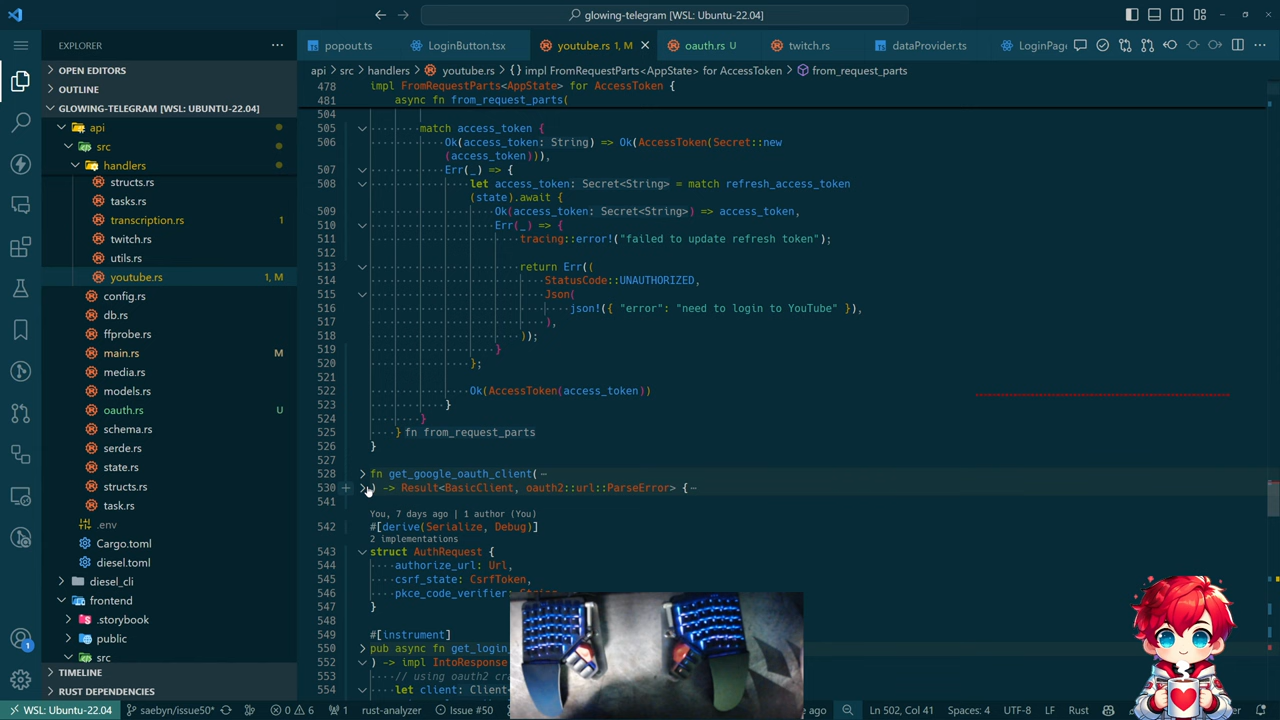 glowing-telegram [WSL: Ubuntu-22.04]
EXPLORER
popout.ts
LoginButton.tsx
youtube.rs 1, M
oauth.rs U
twitch.rs
dataProvider.ts
LoginPag
OPEN EDITORS
OUTLINE
GLOWING-TELEGRAM [WSL: UBUNTU-22.04]
api
src
handlers
structs.rs
tasks.rs
transcription.rs 1
twitch.rs
utils.rs
youtube.rs 1, M
config.rs
db.rs
ffprobe.rs
main.rs M
media.rs
models.rs
oauth.rs U
schema.rs
serde.rs
state.rs
structs.rs
task.rs
.env
Cargo.toml
diesel.toml
diesel_cli
frontend
.storybook
public
src
TIMELINE
RUST DEPENDENCIES
api > src > handlers > youtube.rs > {} impl FromRequestParts<AppState> for AccessToken > from_request_parts
478 impl FromRequestParts<AppState> for AccessToken {
481 async fn from_request_parts(
504
505 match access_token {
506 Ok(access_token: String) => Ok(AccessToken(Secret::new
(access_token))),
507 Err(_) => {
508 let access_token: Secret<String> = match refresh_access_token
(state).await {
509 Ok(access_token: Secret<String>) => access_token,
510 Err(_) => {
511 tracing::error!("failed to update refresh token");
512
513 return Err((
514 StatusCode::UNAUTHORIZED,
515 Json(
516 json!({ "error": "need to login to YouTube" }),
517 ),
518 ));
519 }
520 };
521
522 Ok(AccessToken(access_token))
523 }
524 }
525 } fn from_request_parts
526 }
527
528 fn get_google_oauth_client(
530 ) -> Result<BasicClient, oauth2::url::ParseError> {
541
You, 7 days ago | 1 author (You)
542 #[derive(Serialize, Debug)]
2 implementations
543 struct AuthRequest {
544 authorize_url: Url,
545 csrf_state: CsrfToken,
546 pkce_code_verifier: String,
547 }
548
549 #[instrument]
550 pub async fn get_login
552 ) -> impl IntoResponse
553 // using oauth2 cra
554 let client: Client
WSL: Ubuntu-22.04
saebyn/issue50*
0 6
1
rust-analyzer
Issue #50
ago
Ln 502, Col 41
Spaces: 4
UTF-8
LF
Rust